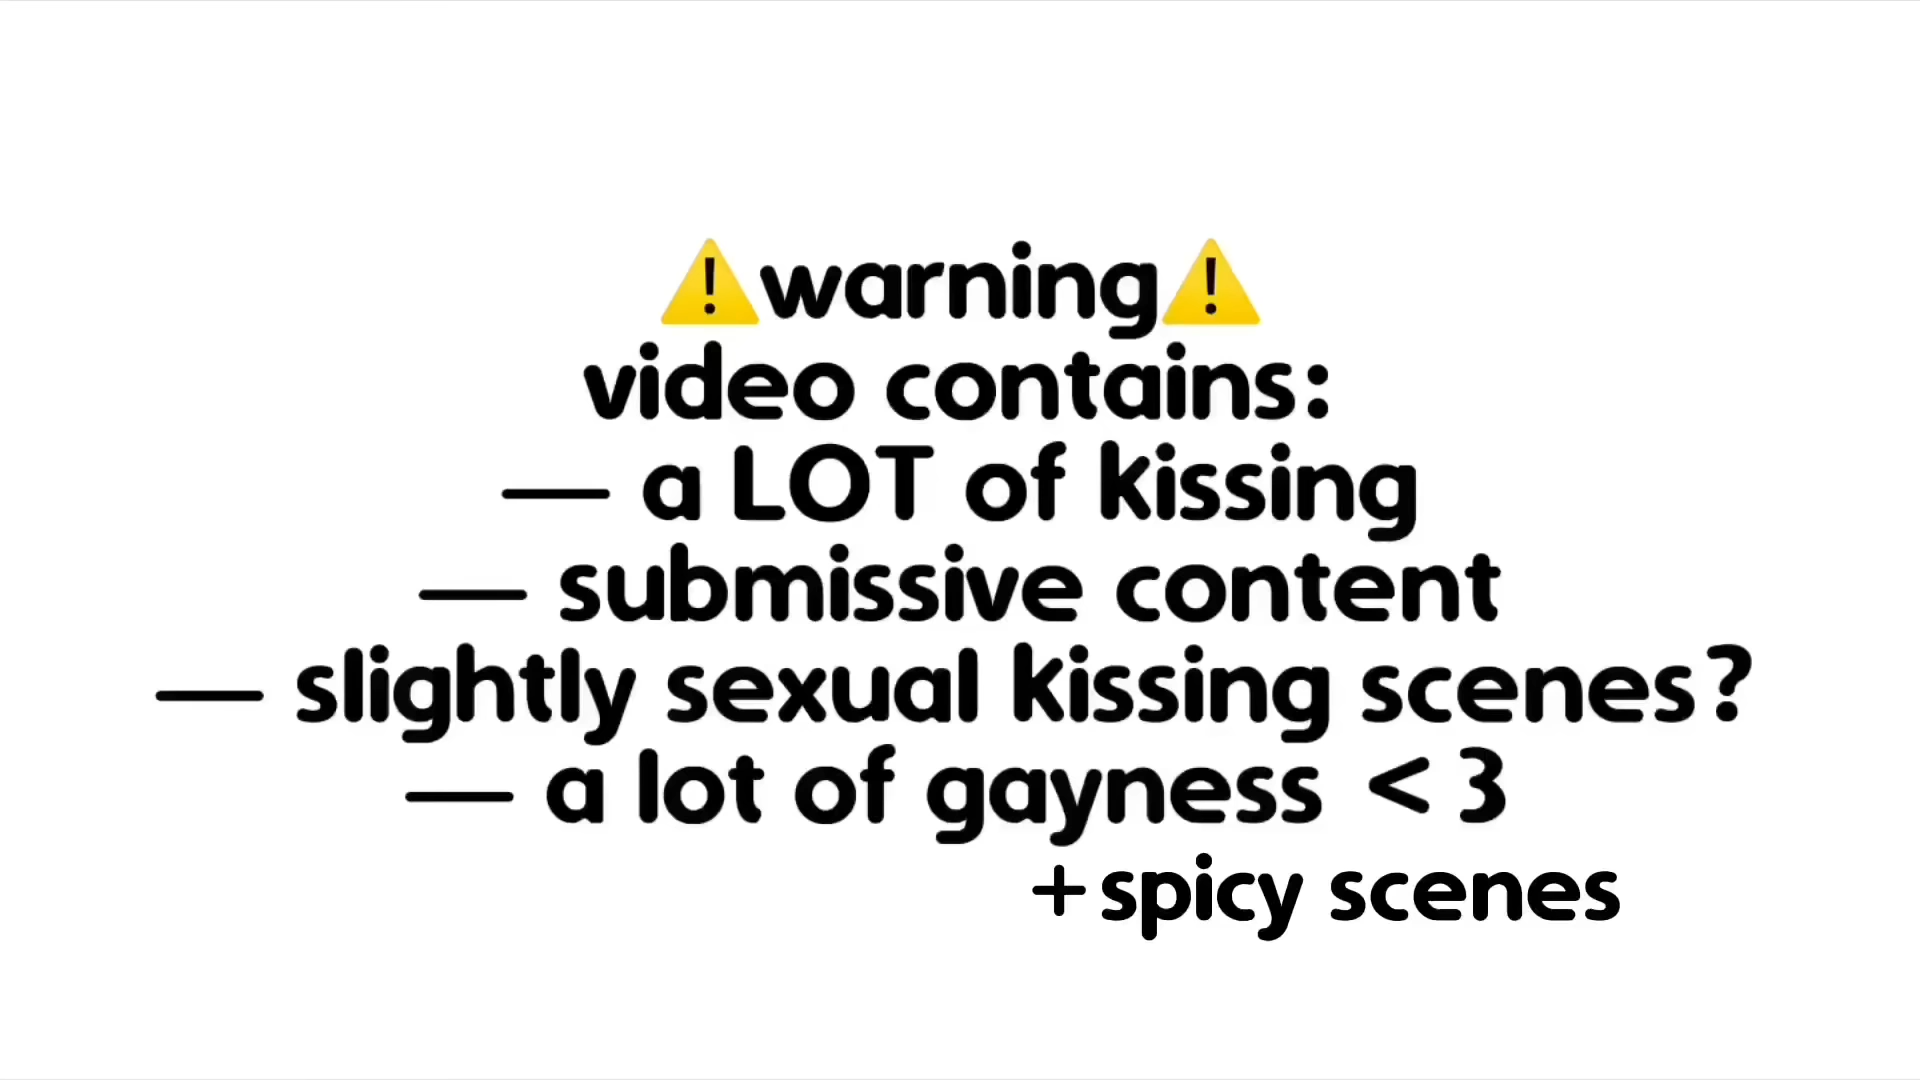 ⚠️warning⚠️
video contains:
— a LOT of kissing
— submissive content
— slightly sexual kissing scenes?
— a lot of gayness < 3
+spicy scenes